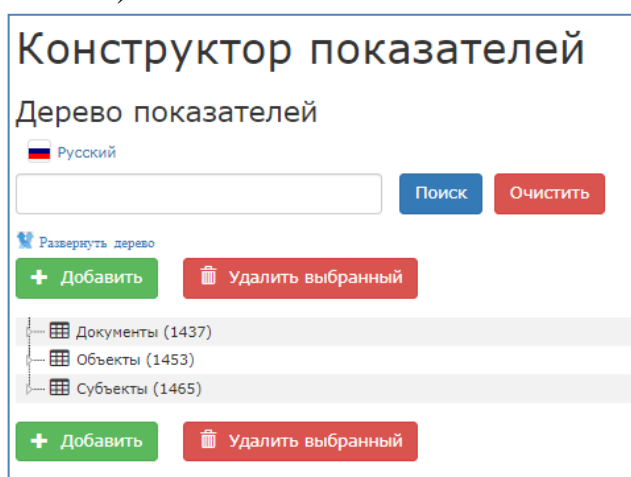 Конструктор показателей
Дерево показателей
Русский
Поиск Очистить
Развернуть дерево
+ Добавить Удалить выбранный
Документы (1437)
Объекты (1453)
Субъекты (1465)
+ Добавить Удалить выбранный